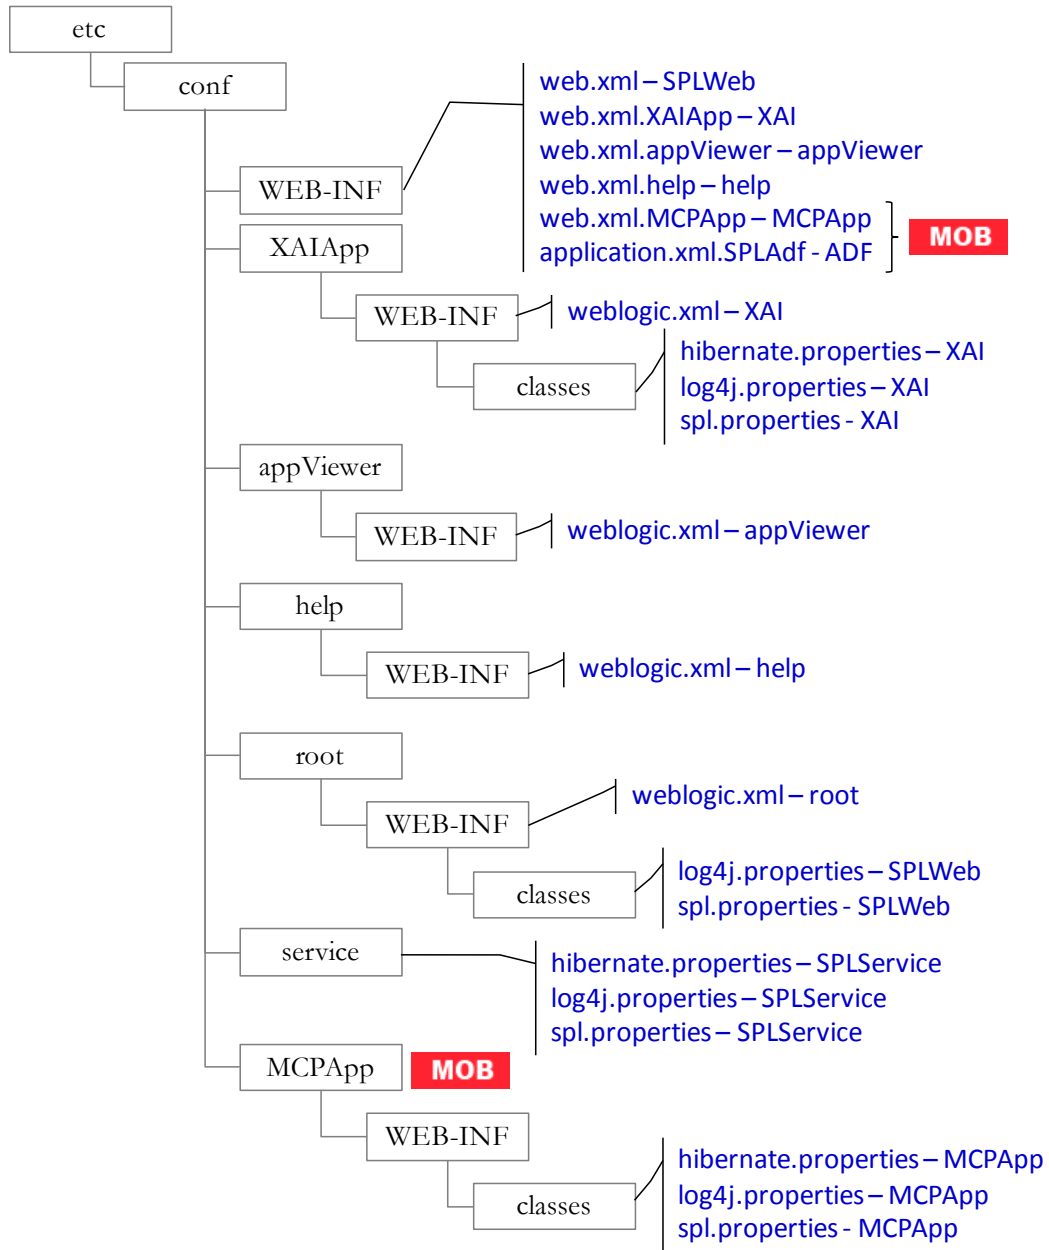 etc
conf
WEB-INF
web.xml – SPLWeb
web.xml.XAIApp – XAI
web.xml.appViewer – appViewer
web.xml.help – help
web.xml.MCPApp – MCPApp
application.xml.SPLAdf - ADF
MOB
XAIApp
WEB-INF
weblogic.xml – XAI
classes
hibernate.properties – XAI
log4j.properties – XAI
spl.properties - XAI
appViewer
WEB-INF
weblogic.xml – appViewer
help
WEB-INF
weblogic.xml – help
root
WEB-INF
weblogic.xml – root
classes
log4j.properties – SPLWeb
spl.properties - SPLWeb
service
hibernate.properties – SPLService
log4j.properties – SPLService
spl.properties – SPLService
MCPApp
MOB
WEB-INF
classes
hibernate.properties – MCPApp
log4j.properties – MCPApp
spl.properties - MCPApp